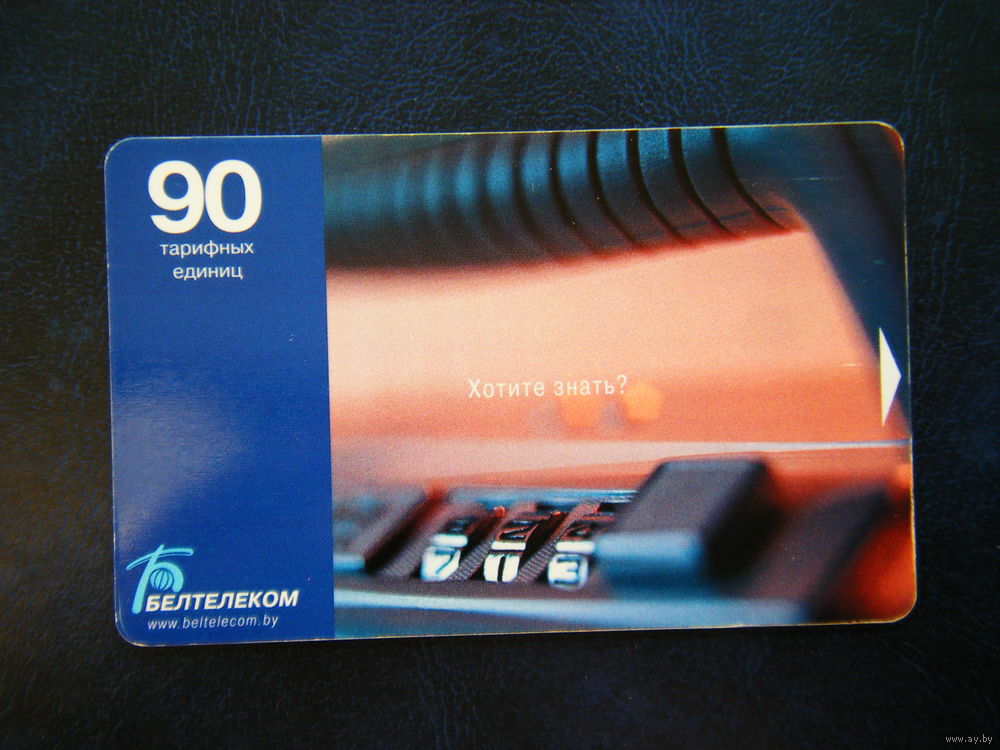 90
тарифных
единиц
Хотите знать?
БЕЛТЕЛЕКОМ
www.beltelecom.by
www.ay.by